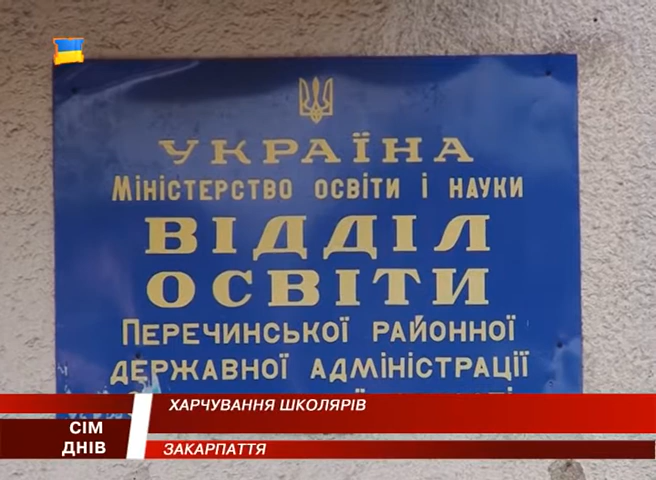 УКРАЇНА
МІНІСТЕРСТВО ОСВІТИ І НАУКИ
ВІДДІЛ
ОСВІТИ
ПЕРЕЧИНСЬКОЇ РАЙОННОЇ
ДЕРЖАВНОЇ АДМІНІСТРАЦІЇ
ХАРЧУВАННЯ ШКОЛЯРІВ
СІМ
ДНІВ
ЗАКАРПАТТЯ